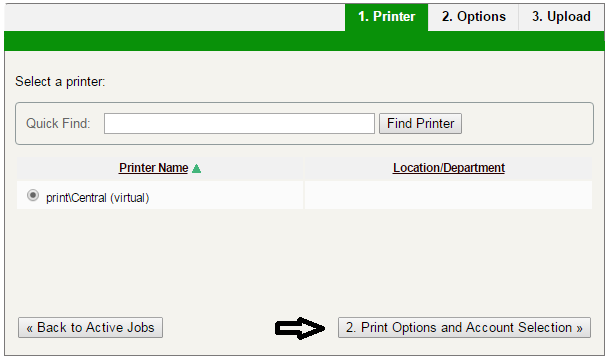 1. Printer 2. Options 3. Upload
Select a printer:
Quick Find: Find Printer
Printer Name ▲ Location/Department
print\Central (virtual)
« Back to Active Jobs 2. Print Options and Account Selection »